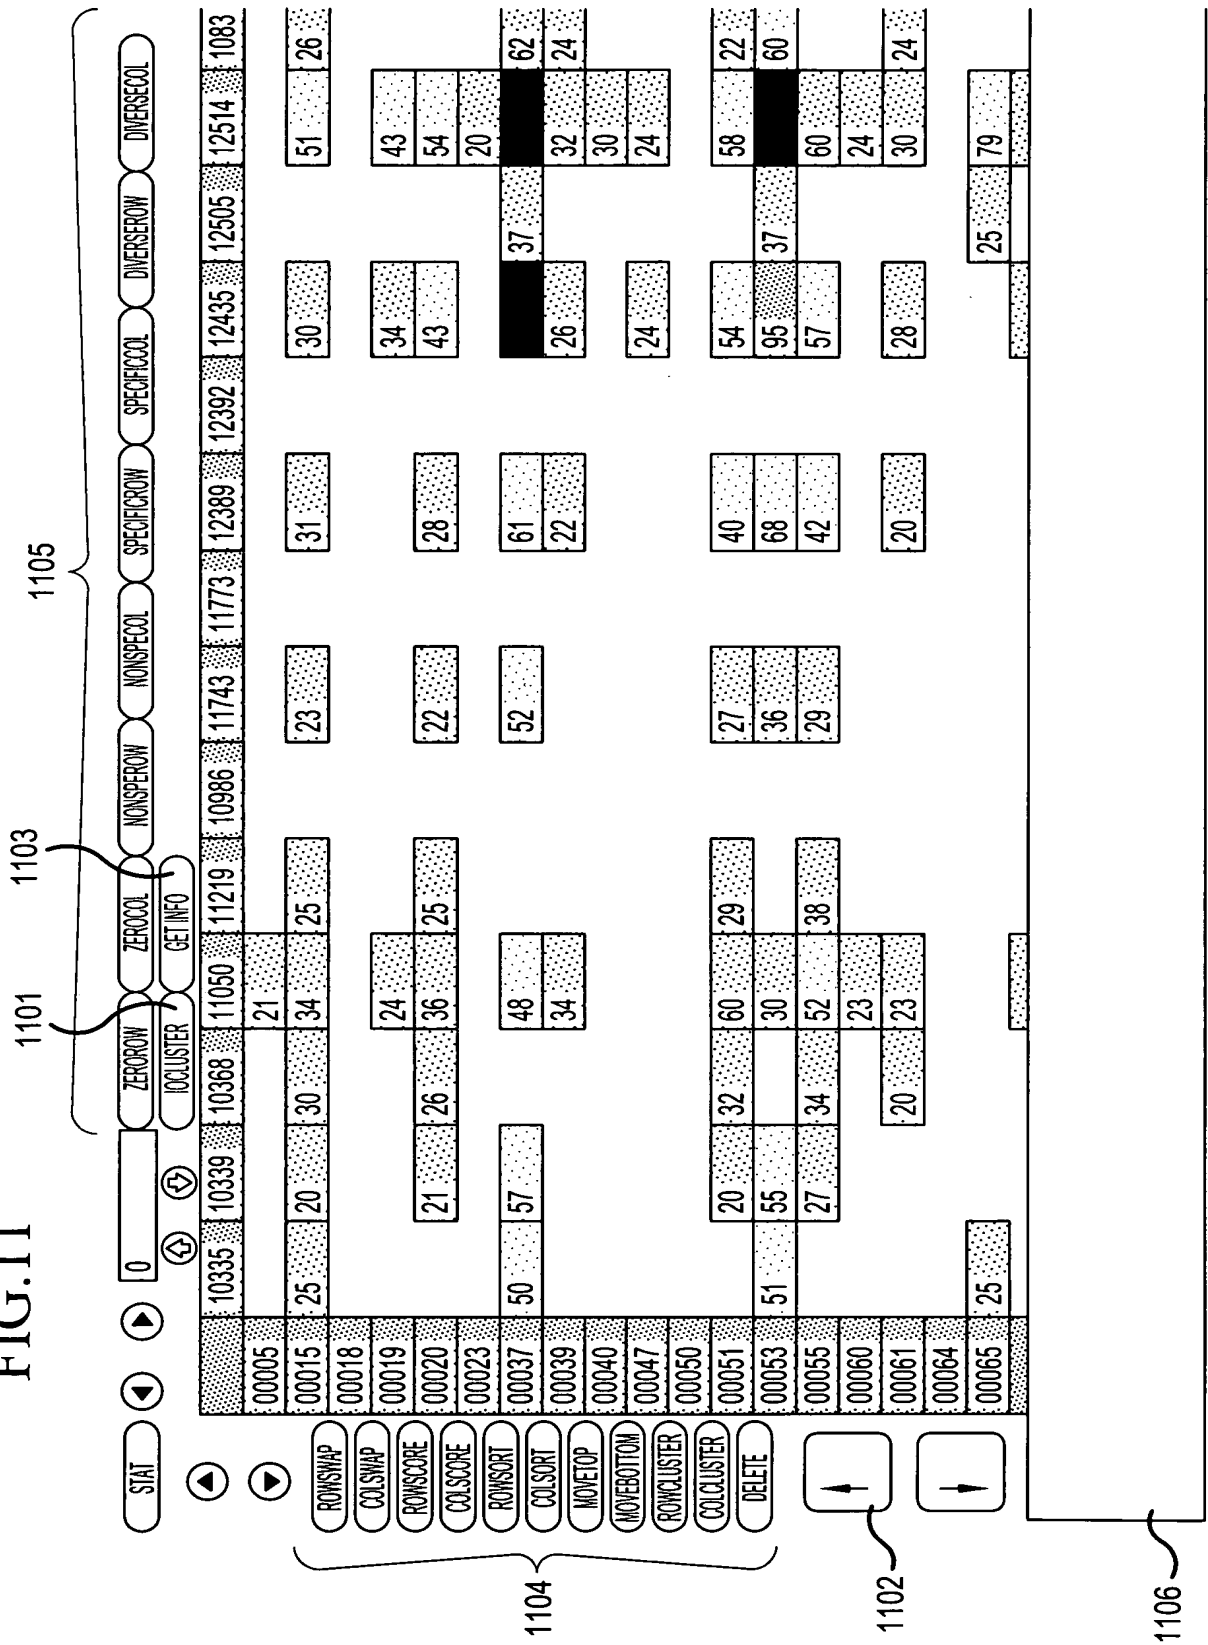 FIG.11
1101
1103
1105
STAT
0
ZEROROW ZEROCOL NONSPEROW NONSPECOL SPECIFICROW SPECIFICCOL DIVERSEROW DIVERSECOL
IOCLUSTER GET INFO
1104
ROWSWAP
COLSWAP
ROWSCORE
COLSCORE
ROWSORT
COLSORT
MOVETOP
MOVEBOTTOM
ROWCLUSTER
COLCLUSTER
DELETE
1102
10335 10339 10368 11050 11219 10986 11743 11773 12389 12392 12435 12505 12514 1083
00005 21
00015 25 20 30 34 25 23 31 30 51 26
00018
00019 24 34 43
00020 21 26 36 25 22 28 43 54
00023 20
00037 50 57 48 52 61 37 62
00039 34 22 26 32 24
00040 30
00047 24 24
00050
00051 20 32 60 29 27 40 54 58 22
00053 51 55 30 36 68 95 37 60
00055 27 34 52 38 29 42 57 60
00060 23 24
00061 20 23 20 28 30 24
00064
00065 25 25 79
1106